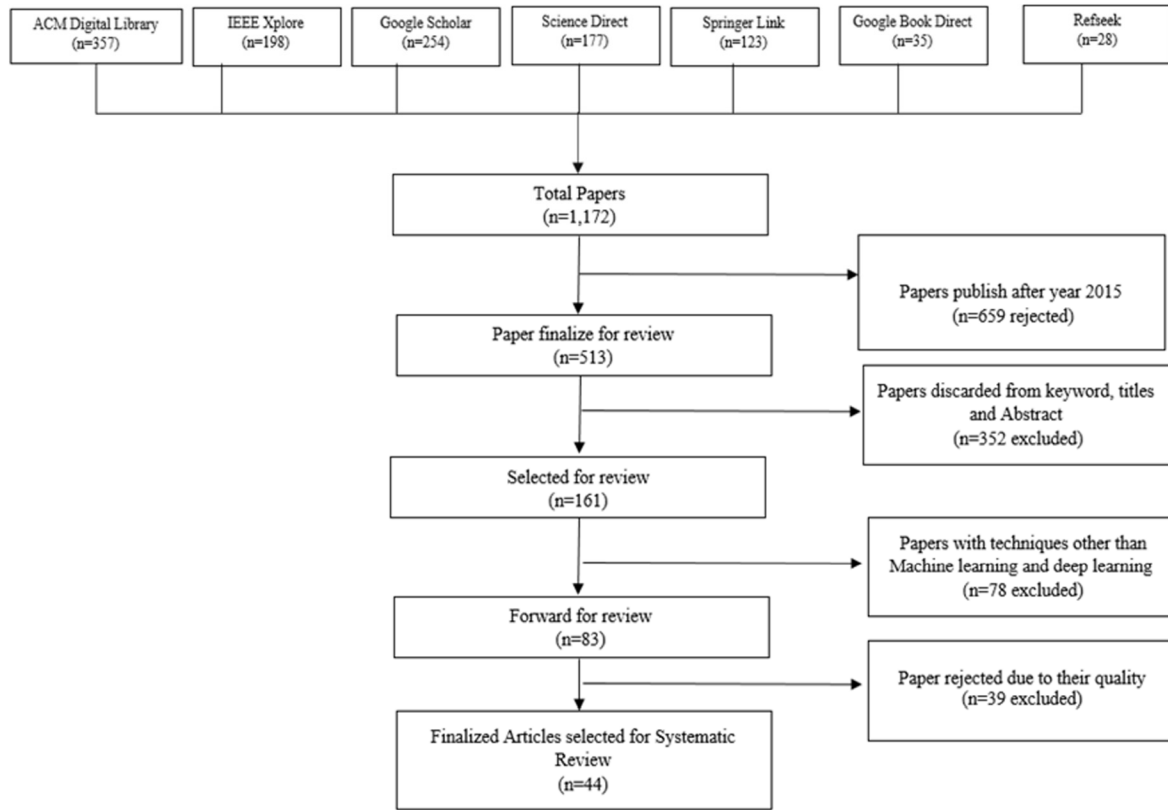 ACM Digital Library
(n=357)
IEEE Xplore
(n=198)
Google Scholar
(n=254)
Science Direct
(n=177)
Springer Link
(n=123)
Google Book Direct
(n=35)
Refseek
(n=28)
Total Papers
(n=1,172)
Papers publish after year 2015
(n=659 rejected)
Paper finalize for review
(n=513)
Papers discarded from keyword, titles
and Abstract
(n=352 excluded)
Selected for review
(n=161)
Papers with techniques other than
Machine learning and deep learning
(n=78 excluded)
Forward for review
(n=83)
Paper rejected due to their quality
(n=39 excluded)
Finalized Articles selected for Systematic
Review
(n=44)